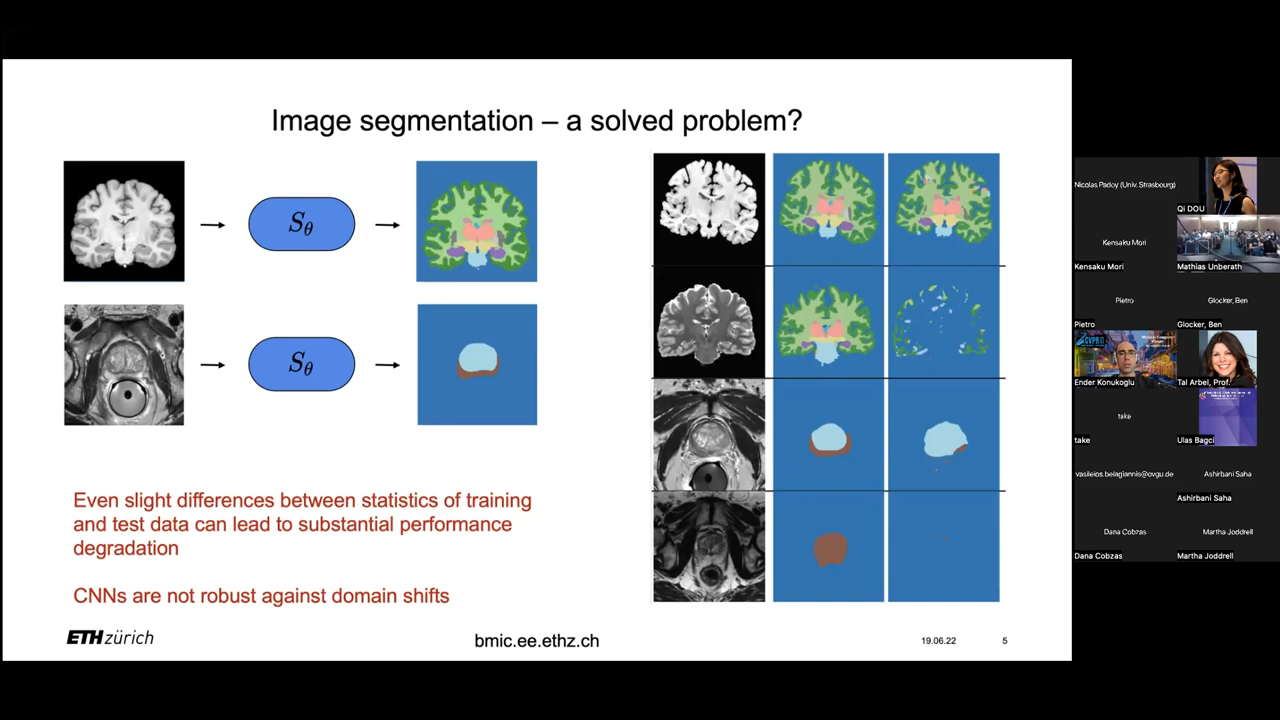 Image segmentation – a solved problem?
Sθ
Sθ
Even slight differences between statistics of training
and test data can lead to substantial performance
degradation
CNNs are not robust against domain shifts
ETH zürich
bmic.ee.ethz.ch
19.06.22
5
Nicolas Padoy (Univ. Strasbourg)
Qi DOU
Kensaku Mori
Kensaku Mori
Mathias Unberath
Pietro
Glocker, Ben
Pietro
Glocker, Ben
CVPR
Ender Konukoglu
Tal Arbel, Prof.
take
take
Ulas Bagci
vasileios.belagiannis@ovgu.de
Ashirbani Saha
Ashirbani Saha
Dana Cobzas
Martha Joddrell
Dana Cobzas
Martha Joddrell